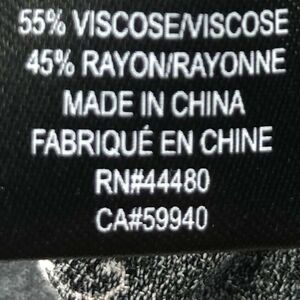 55% VISCOSE/VISCOSE
45% RAYON/RAYONNE
MADE IN CHINA
FABRIQUÉ EN CHINE
RN#44480
CA#59940